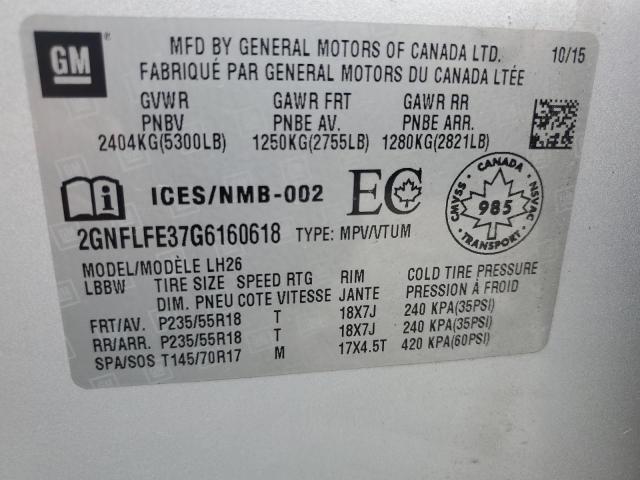 GM
MFD BY GENERAL MOTORS OF CANADA LTD. 10/15
FABRIQUÉ PAR GENERAL MOTORS DU CANADA LTÉE
GVWR GAWR FRT GAWR RR
PNBV PNBE AV. PNBE ARR.
2404KG(5300LB) 1250KG(2755LB) 1280KG(2821LB)
i ICES/NMB-002 EC
CANADA CMVSS 985 NSVAC TRANSPORT
2GNFLFE37G6160618 TYPE: MPV/VTUM
MODEL/MODÈLE LH26
LBBW TIRE SIZE SPEED RTG RIM COLD TIRE PRESSURE
DIM. PNEU COTE VITESSE JANTE PRESSION À FROID
FRT/AV. P235/55R18 T 18X7J 240 KPA(35PSI)
RR/ARR. P235/55R18 T 18X7J 240 KPA(35PSI)
SPA/SOS T145/70R17 M 17X4.5T 420 KPA(60PSI)